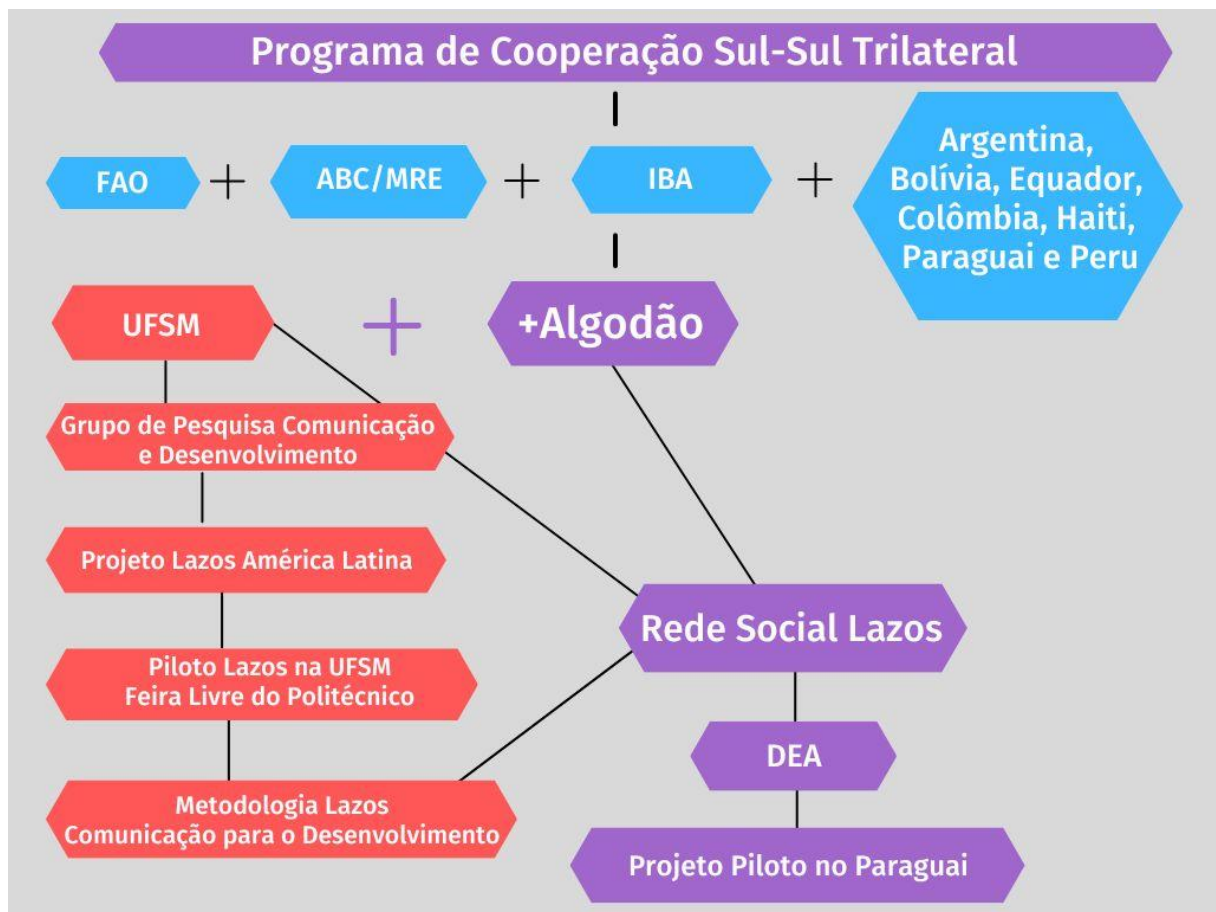 Programa de Cooperação Sul-Sul Trilateral
FAO
+
ABC/MRE
+
IBA
+
Argentina,
Bolívia, Equador,
Colômbia, Haiti,
Paraguai e Peru
UFSM
+
+Algodão
Grupo de Pesquisa Comunicação
e Desenvolvimento
Projeto Lazos América Latina
Piloto Lazos na UFSM
Feira Livre do Politécnico
Metodologia Lazos
Comunicação para o Desenvolvimento
Rede Social Lazos
DEA
Projeto Piloto no Paraguai